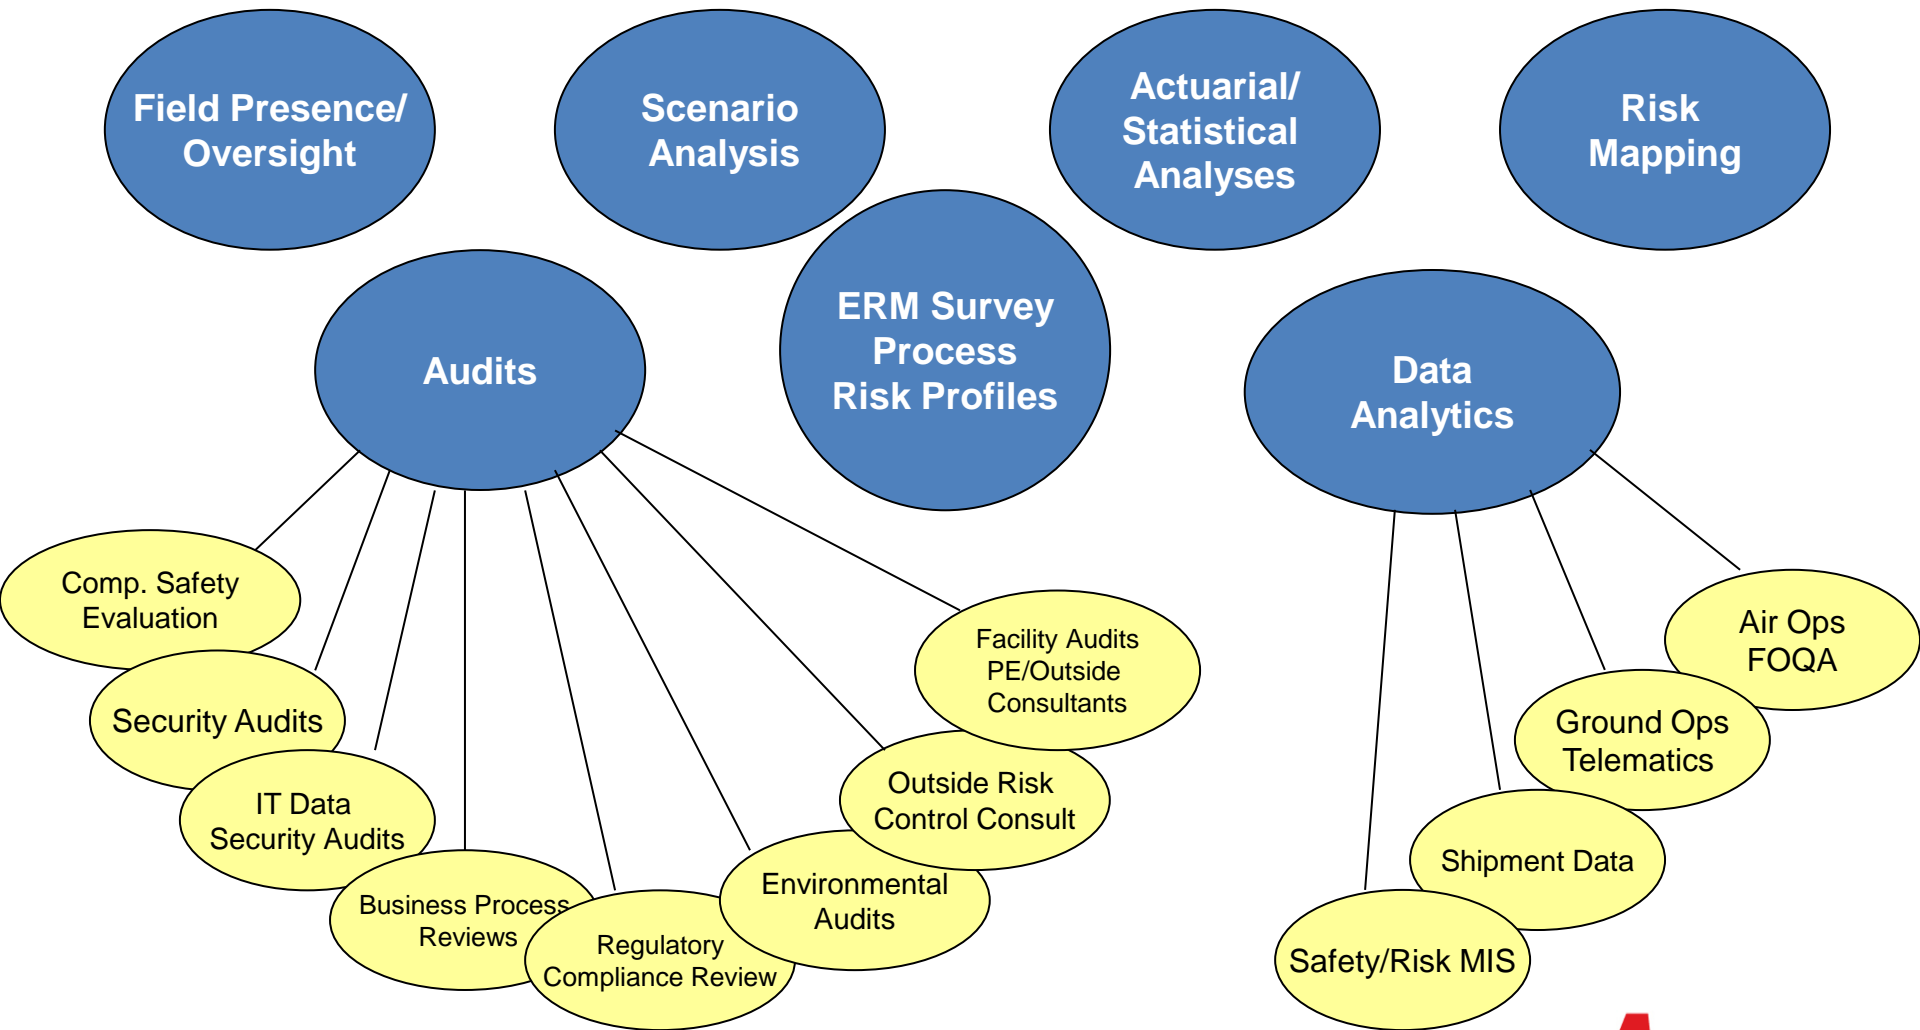 Field Presence/
Oversight
Scenario
Analysis
Actuarial/
Statistical
Analyses
Risk
Mapping
Audits
ERM Survey
Process
Risk Profiles
Data
Analytics
Comp. Safety
Evaluation
Security Audits
IT Data
Security Audits
Business Process
Reviews
Regulatory
Compliance Review
Environmental
Audits
Outside Risk
Control Consult
Facility Audits
PE/Outside
Consultants
Air Ops
FOQA
Ground Ops
Telematics
Shipment Data
Safety/Risk MIS